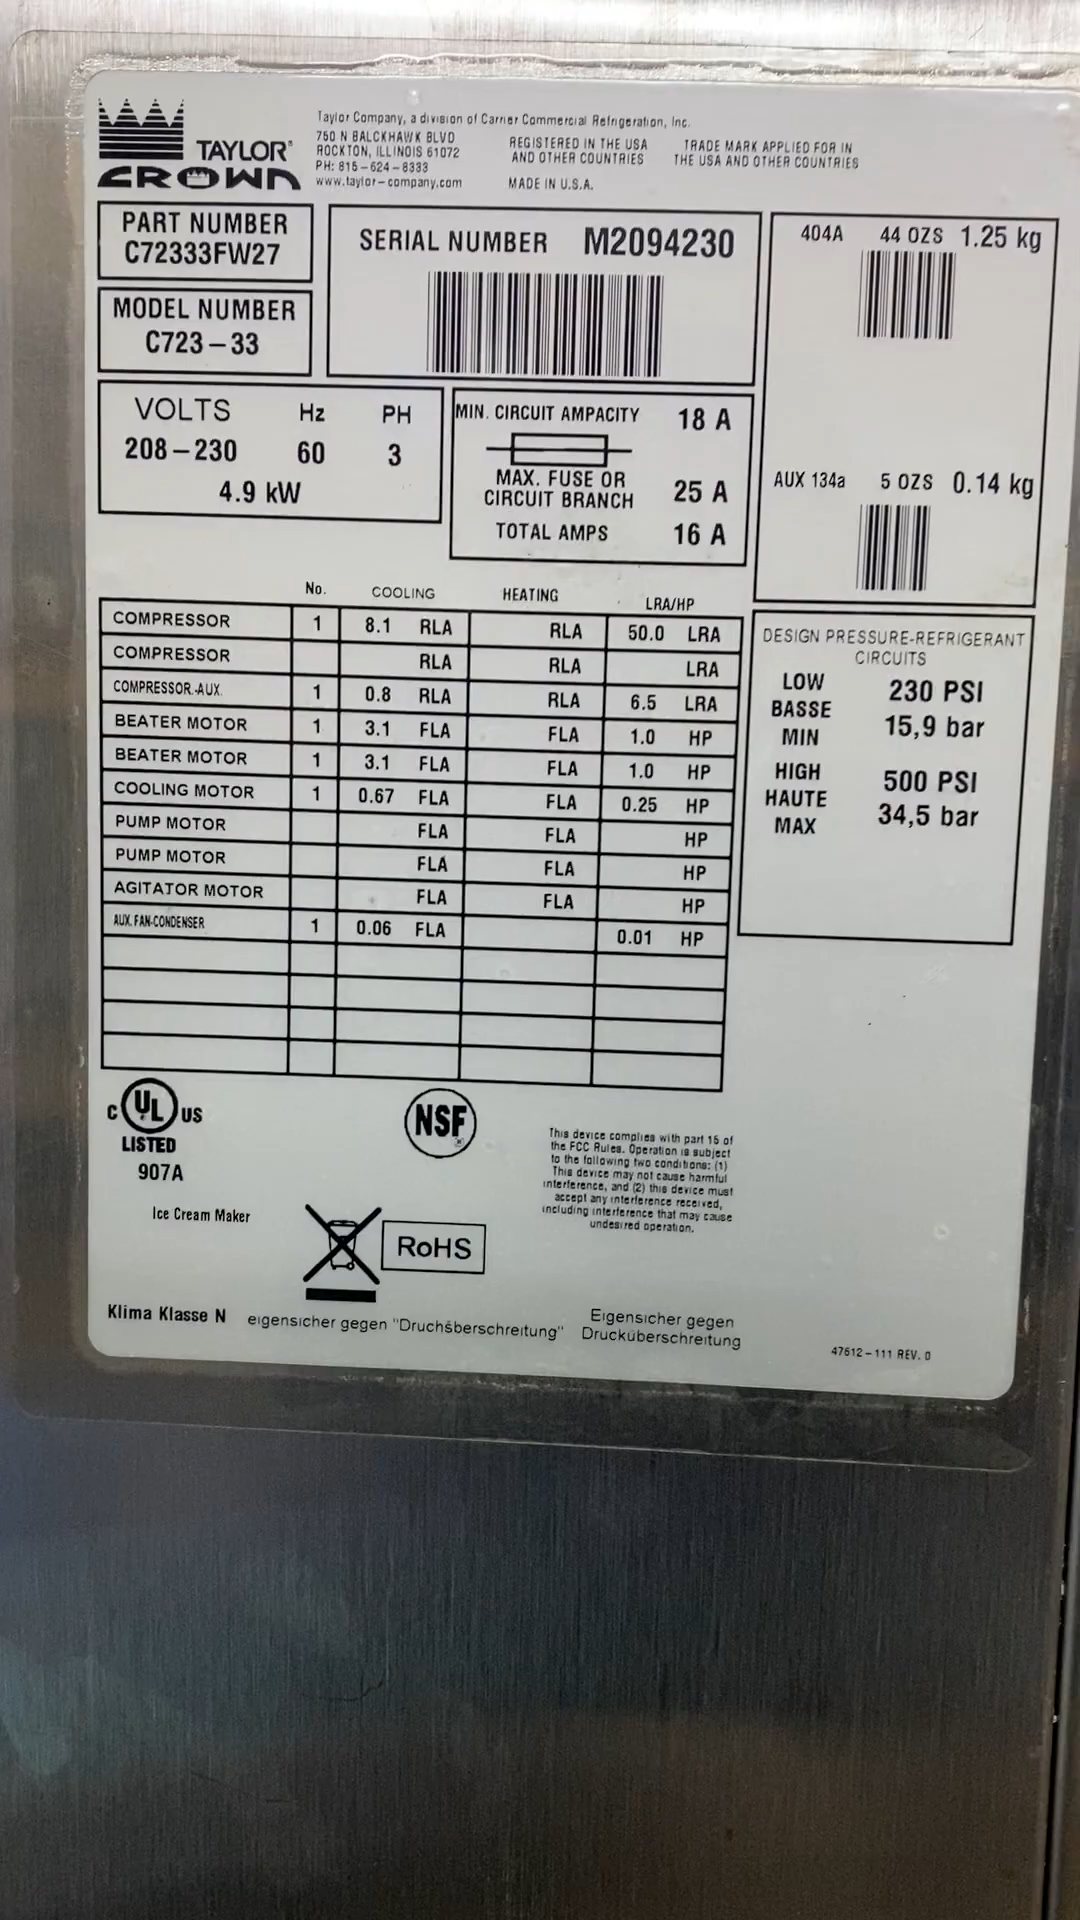 TAYLOR®
CROWN
Taylor Company, a division of Carrier Commercial Refrigeration, Inc.
750 N BALCKHAWK BLVD
ROCKTON, ILLINOIS 61072
PH: 815-624-8333
www.taylor-company.com
REGISTERED IN THE USA
AND OTHER COUNTRIES
MADE IN U.S.A.
TRADE MARK APPLIED FOR IN
THE USA AND OTHER COUNTRIES
PART NUMBER
C72333FW27
MODEL NUMBER
C723-33
SERIAL NUMBER M2094230
404A 44 OZS 1.25 kg
AUX 134a 5 OZS 0.14 kg
VOLTS Hz PH
208-230 60 3
4.9 kW
MIN. CIRCUIT AMPACITY 18 A
MAX. FUSE OR
CIRCUIT BRANCH 25 A
TOTAL AMPS 16 A
No. COOLING HEATING LRA/HP
COMPRESSOR 1 8.1 RLA RLA 50.0 LRA
COMPRESSOR RLA RLA LRA
COMPRESSOR.-AUX. 1 0.8 RLA RLA 6.5 LRA
BEATER MOTOR 1 3.1 FLA FLA 1.0 HP
BEATER MOTOR 1 3.1 FLA FLA 1.0 HP
COOLING MOTOR 1 0.67 FLA FLA 0.25 HP
PUMP MOTOR FLA FLA HP
PUMP MOTOR FLA FLA HP
AGITATOR MOTOR FLA FLA HP
AUX. FAN-CONDENSER 1 0.06 FLA 0.01 HP
DESIGN PRESSURE-REFRIGERANT
CIRCUITS
LOW
BASSE
MIN
230 PSI
15,9 bar
HIGH
HAUTE
MAX
500 PSI
34,5 bar
C UL US
LISTED
907A
Ice Cream Maker
NSF
RoHS
This device complies with part 15 of
the FCC Rules. Operation is subject
to the following two conditions: (1)
This device may not cause harmful
interference, and (2) this device must
accept any interference received,
including interference that may cause
undesired operation.
Klima Klasse N
eigensicher gegen "Druchsberschreitung"
Eigensicher gegen
Drucküberschreitung
47612-111 REV. 0